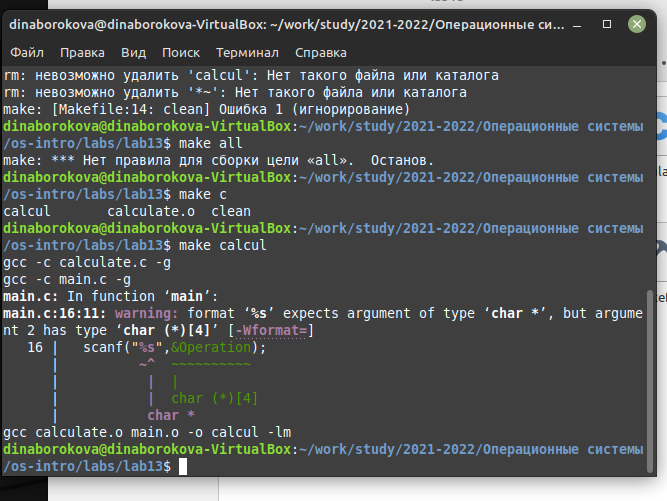 dinaborokova@dinaborokova-VirtualBox: ~/work/study/2021-2022/Операционные си...
Файл Правка Вид Поиск Терминал Справка
rm: невозможно удалить 'calcul': Нет такого файла или каталога
rm: невозможно удалить '*~': Нет такого файла или каталога
make: [Makefile:14: clean] Ошибка 1 (игнорирование)
dinaborokova@dinaborokova-VirtualBox:~/work/study/2021-2022/Операционные системы
/os-intro/labs/lab13$ make all
make: *** Нет правила для сборки цели «all».  Останов.
dinaborokova@dinaborokova-VirtualBox:~/work/study/2021-2022/Операционные системы
/os-intro/labs/lab13$ make c
calcul       calculate.o  clean
dinaborokova@dinaborokova-VirtualBox:~/work/study/2021-2022/Операционные системы
/os-intro/labs/lab13$ make calcul
gcc -c calculate.c -g
gcc -c main.c -g
main.c: In function ‘main’:
main.c:16:11: warning: format ‘%s’ expects argument of type ‘char *’, but argume
nt 2 has type ‘char (*)[4]’ [-Wformat=]
   16 |   scanf("%s",&Operation);
      |          ~^  ~~~~~~~~~~
      |           |  |
      |           |  char (*)[4]
      |           char *
gcc calculate.o main.o -o calcul -lm
dinaborokova@dinaborokova-VirtualBox:~/work/study/2021-2022/Операционные системы
/os-intro/labs/lab13$